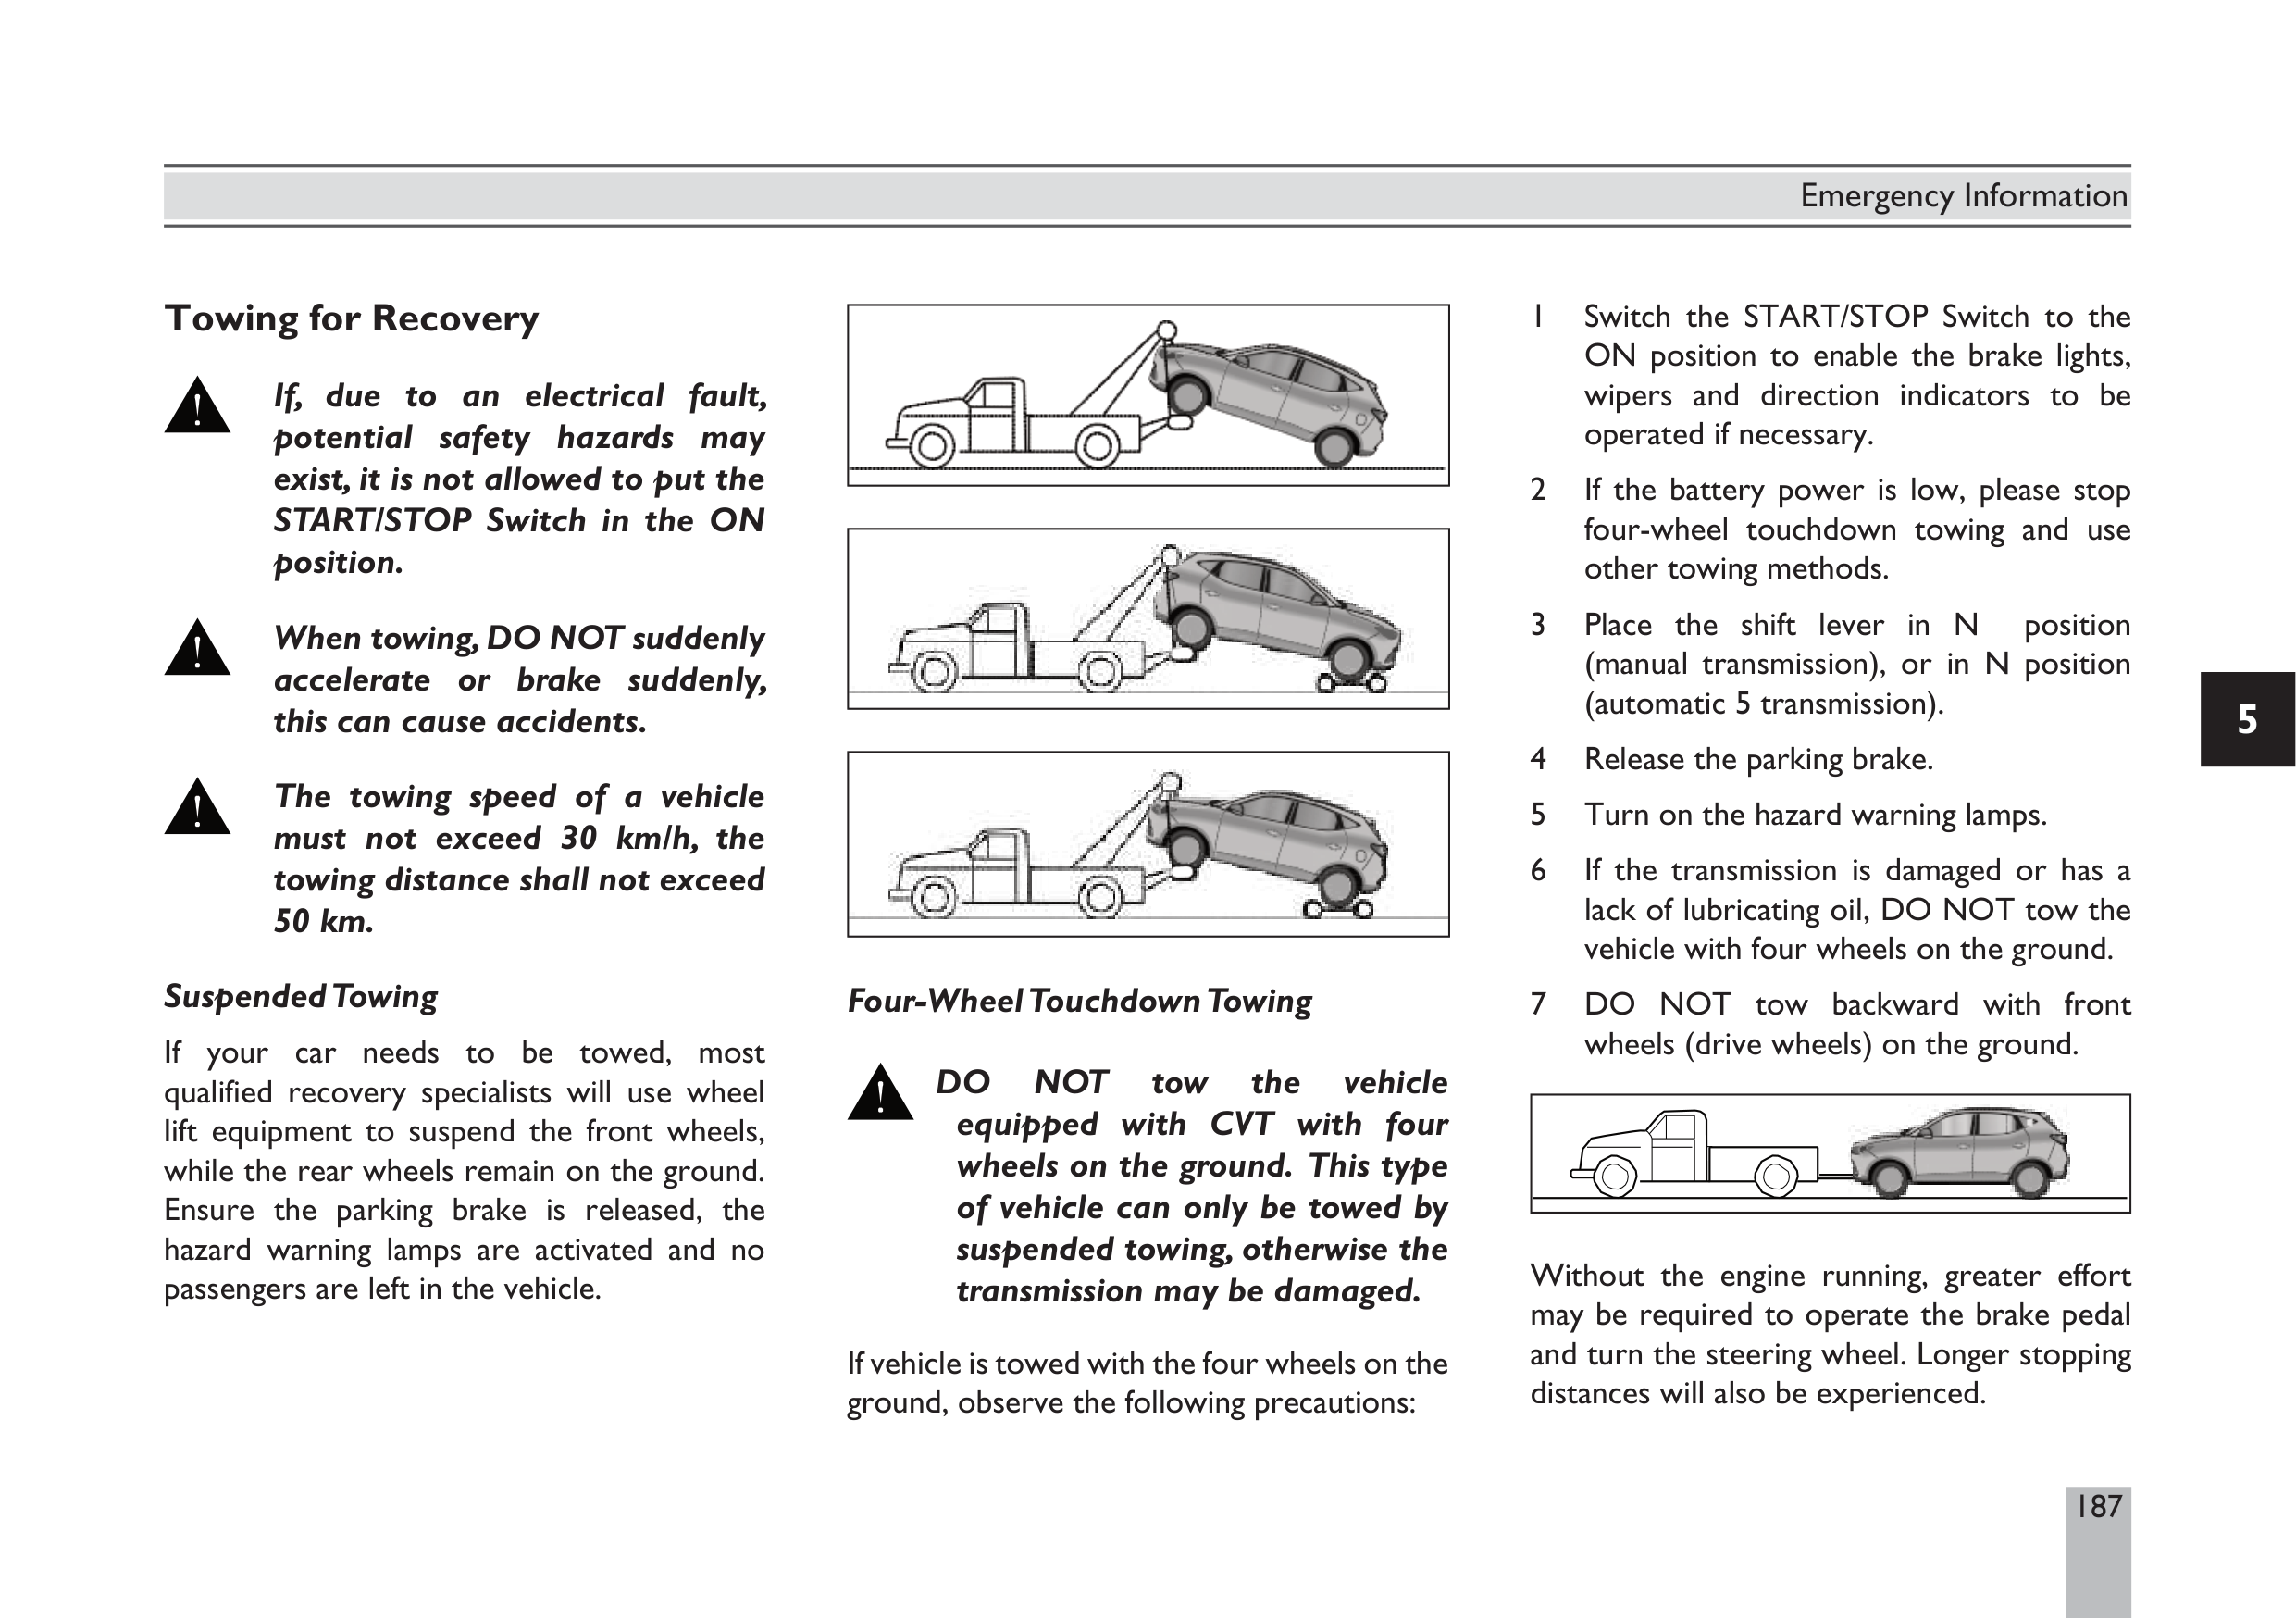 Emergency Information
Towing for Recovery
If, due to an electrical fault,
potential safety hazards may
exist, it is not allowed to put the
START/STOP Switch in the ON
position.
When towing, DO NOT suddenly
accelerate or brake suddenly,
this can cause accidents.
The towing speed of a vehicle
must not exceed 30 km/h, the
towing distance shall not exceed
50 km.
Suspended Towing
If your car needs to be towed, most
qualified recovery specialists will use wheel
lift equipment to suspend the front wheels,
while the rear wheels remain on the ground.
Ensure the parking brake is released, the
hazard warning lamps are activated and no
passengers are left in the vehicle.
Four-Wheel Touchdown Towing
DO NOT tow the vehicle
equipped with CVT with four
wheels on the ground. This type
of vehicle can only be towed by
suspended towing, otherwise the
transmission may be damaged.
If vehicle is towed with the four wheels on the
ground, observe the following precautions:
1 Switch the START/STOP Switch to the
ON position to enable the brake lights,
wipers and direction indicators to be
operated if necessary.
2 If the battery power is low, please stop
four-wheel touchdown towing and use
other towing methods.
3 Place the shift lever in N position
(manual transmission), or in N position
(automatic 5 transmission).
4 Release the parking brake.
5 Turn on the hazard warning lamps.
6 If the transmission is damaged or has a
lack of lubricating oil, DO NOT tow the
vehicle with four wheels on the ground.
7 DO NOT tow backward with front
wheels (drive wheels) on the ground.
Without the engine running, greater effort
may be required to operate the brake pedal
and turn the steering wheel. Longer stopping
distances will also be experienced.
5
187